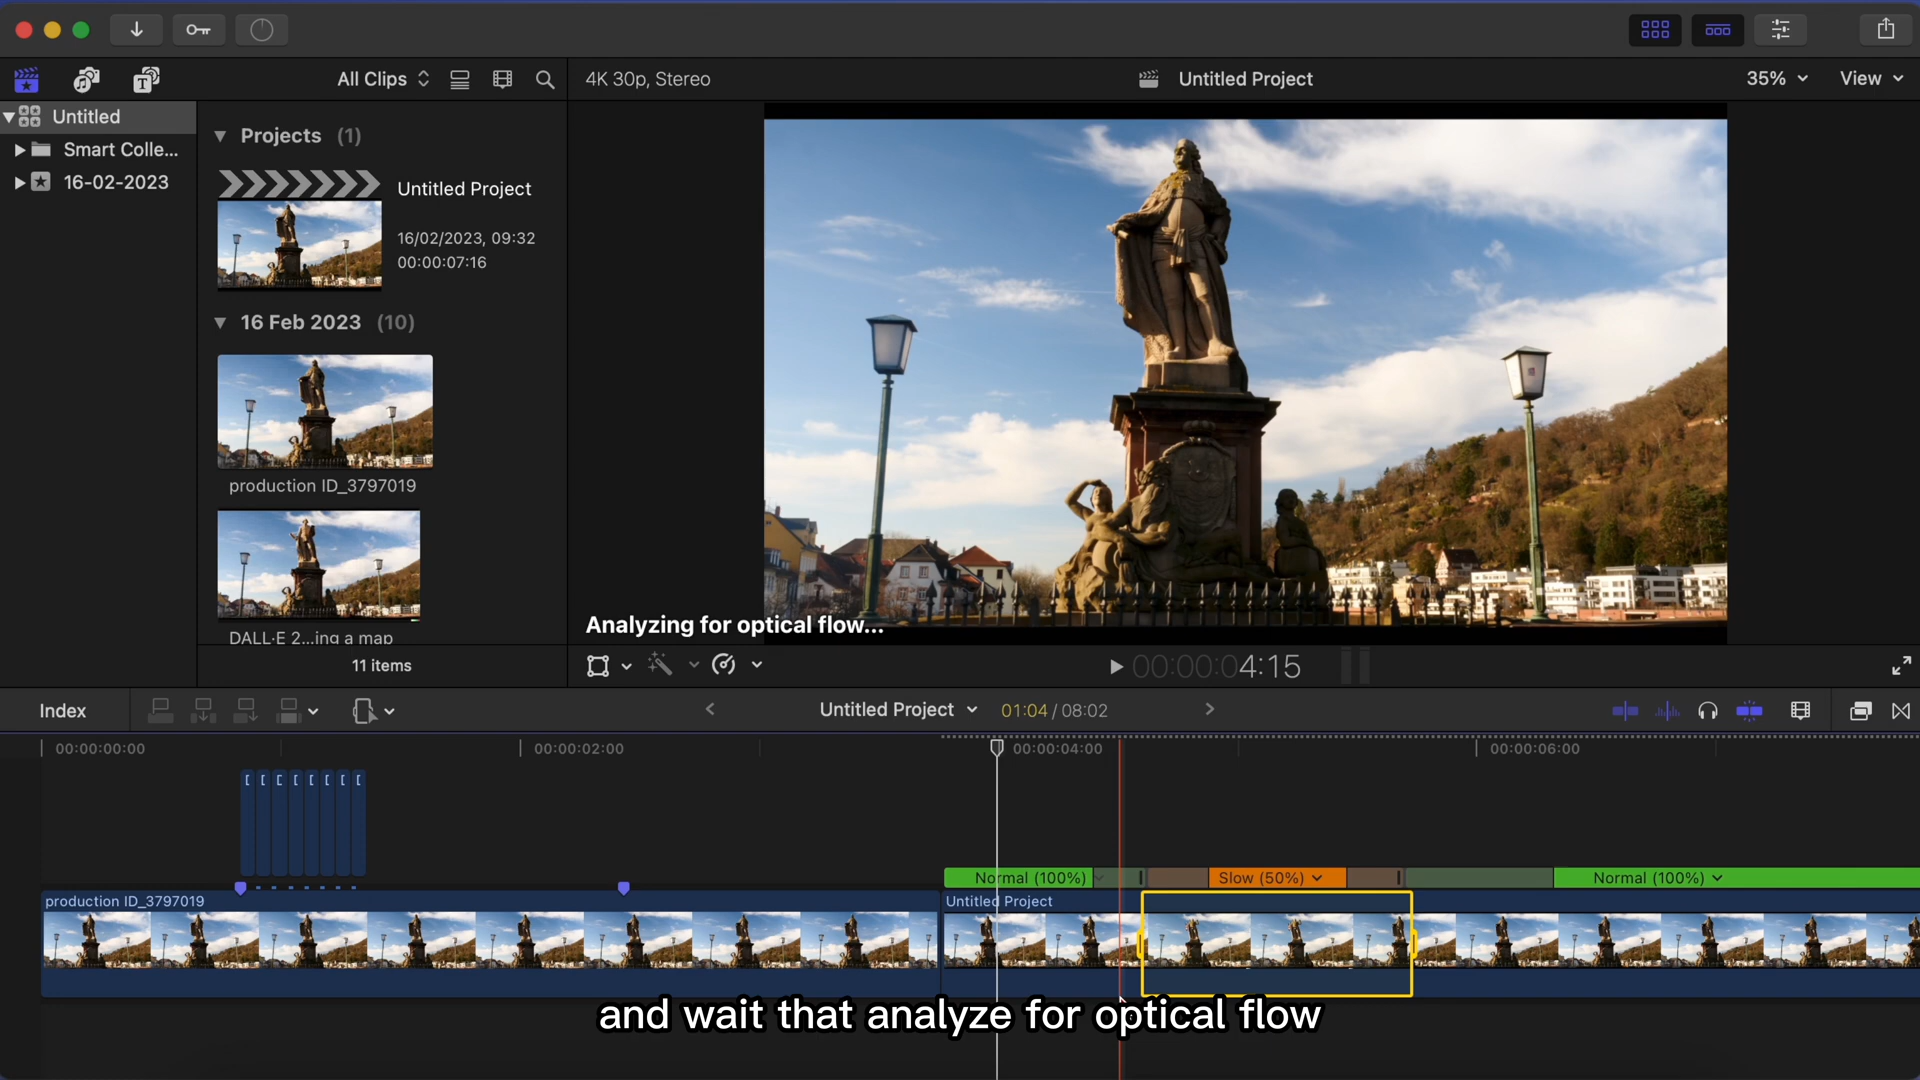 All Clips
4K 30p, Stereo
Untitled Project
35%
View
Untitled
Smart Colle...
16-02-2023
Projects (1)
Untitled Project
16/02/2023, 09:32
00:00:07:16
16 Feb 2023 (10)
production ID_3797019
DALL·E 2...ing a map
11 items
Analyzing for optical flow...
00:00:04:15
Index
Untitled Project
01:04 / 08:02
00:00:00:00
00:00:02:00
00:00:04:00
00:00:06:00
Normal (100%)
Slow (50%)
Normal (100%)
production ID_3797019
Untitled Project
and wait that analyze for optical flow